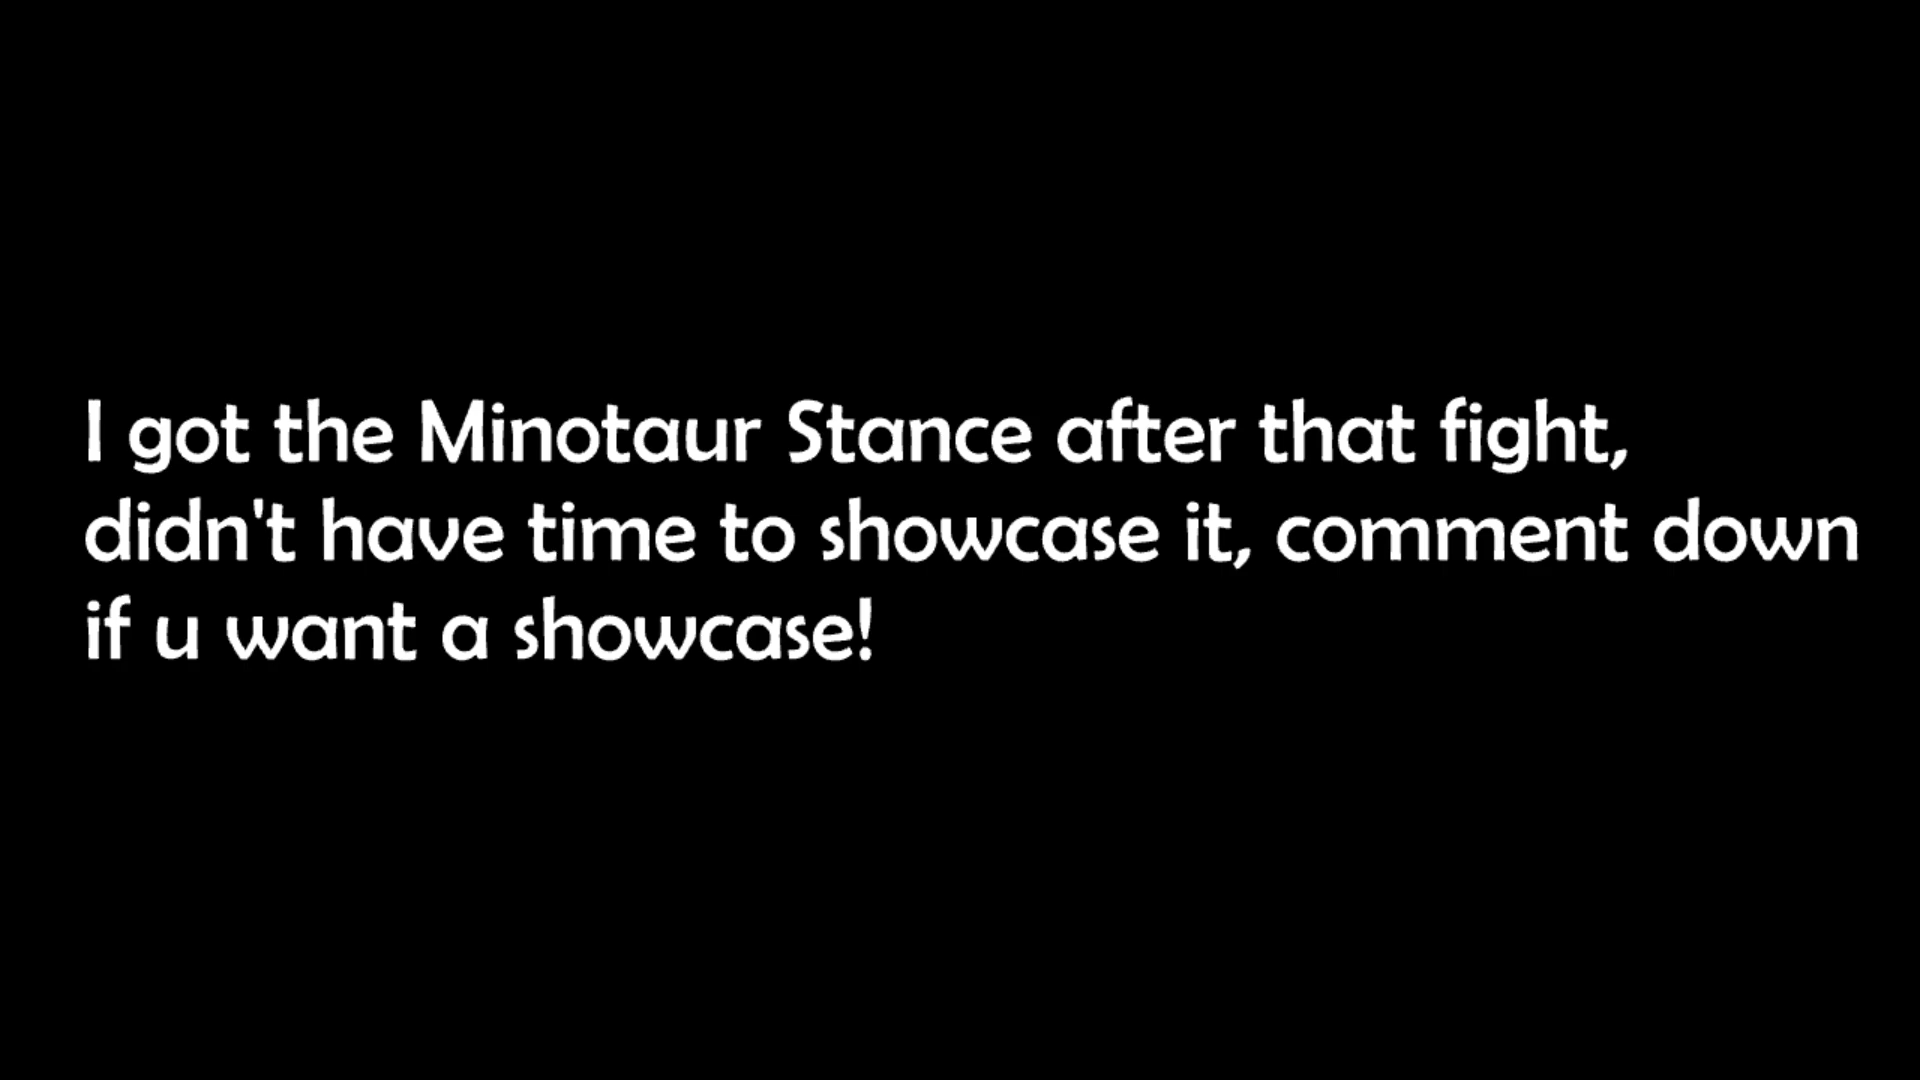 I got the Minotaur Stance after that fight,
didn't have time to showcase it, comment down
if u want a showcase!